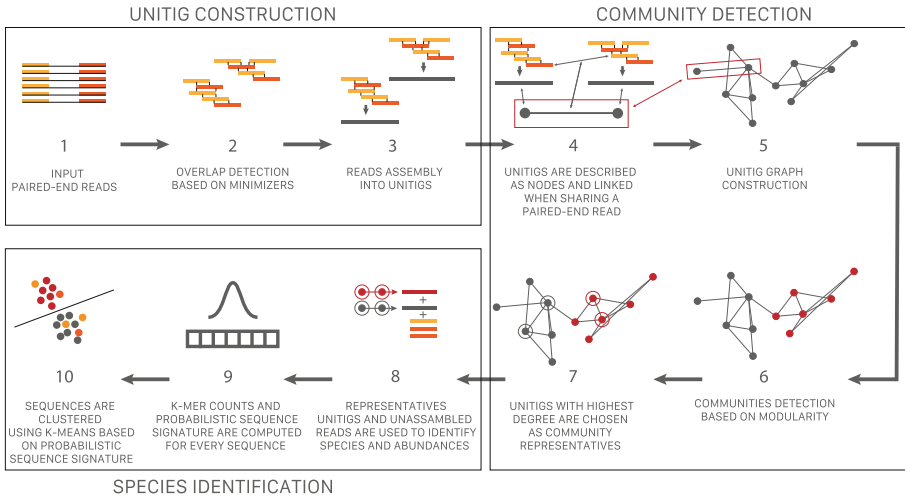 UNITIG CONSTRUCTION
COMMUNITY DETECTION
1
INPUT
PAIRED-END READS
2
OVERLAP DETECTION
BASED ON MINIMIZERS
3
READS ASSEMBLY
INTO UNITIGS
4
UNITIGS ARE DESCRIBED
AS NODES AND LINKED
WHEN SHARING A
PAIRED-END READ
5
UNITIG GRAPH
CONSTRUCTION
6
COMMUNITIES DETECTION
BASED ON MODULARITY
7
UNITIGS WITH HIGHEST
DEGREE ARE CHOSEN
AS COMMUNITY
REPRESENTATIVES
+
+
8
REPRESENTATIVES
UNITIGS AND UNASSAMBLED
READS ARE USED TO IDENTIFY
SPECIES AND ABUNDANCES
9
K-MER COUNTS AND
PROBABILISTIC SEQUENCE
SIGNATURE ARE COMPUTED
FOR EVERY SEQUENCE
10
SEQUENCES ARE
CLUSTERED
USING K-MEANS BASED
ON PROBABILISTIC
SEQUENCE SIGNATURE
SPECIES IDENTIFICATION